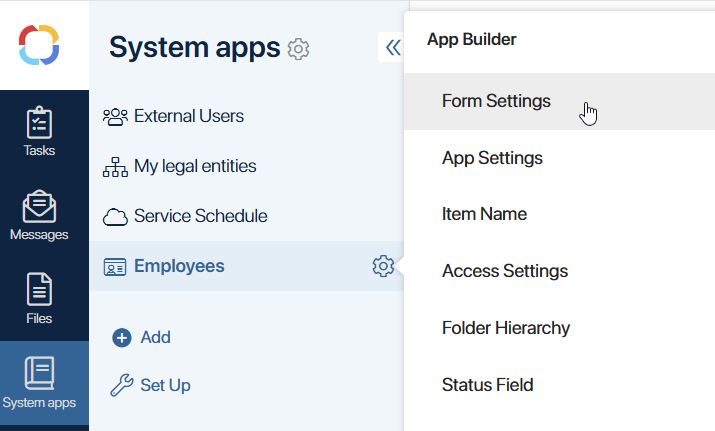 Tasks
Messages
Files
System apps
System apps
External Users
My legal entities
Service Schedule
Employees
Add
Set Up
App Builder
Form Settings
App Settings
Item Name
Access Settings
Folder Hierarchy
Status Field